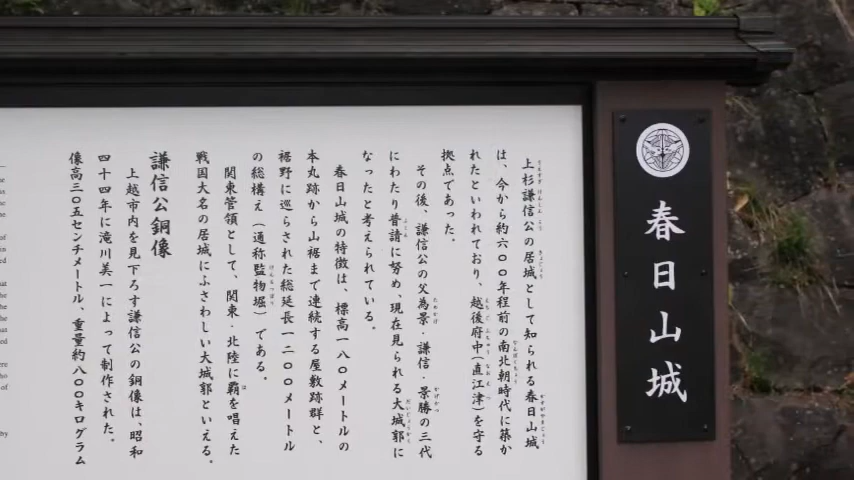 春日山城
上杉謙信公の居城として知られる春日山城
は、今から約六〇〇年程前の南北朝時代に築か
れたといわれており、越後府中(直江津)を守る
拠点であった。
その後、謙信公の父為景・謙信・景勝の三代
にわたり普請に努め、現在見られる大城郭に
なったと考えられている。
春日山城の特徴は、標高一八〇メートルの
本丸跡から山裾まで連続する屋敷跡群と、
裾野に巡らされた総延長一二〇〇メートル
の総構え(通称監物堀)である。
関東管領として、関東・北陸に覇を唱えた
戦国大名の居城にふさわしい大城郭といえる。
謙信公銅像
上越市内を見下ろす謙信公の銅像は、昭和
四十四年に滝川美一によって制作された。
像高三〇五センチメートル、重量約八〇〇キログラム